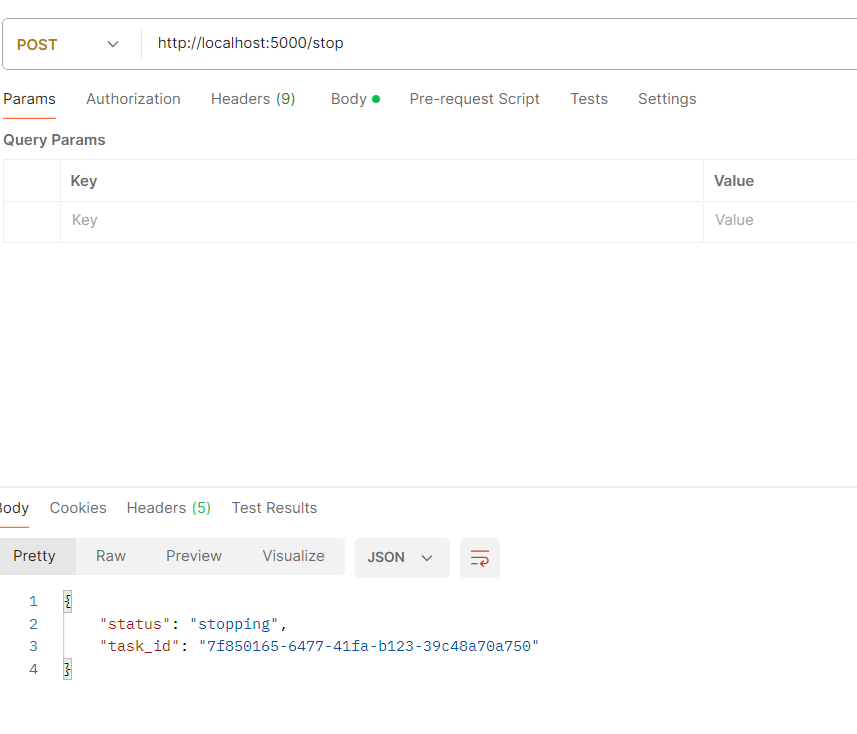 POST http://localhost:5000/stop
Params Authorization Headers (9) Body Pre-request Script Tests Settings
Query Params
Key Value
Key Value
Body Cookies Headers (5) Test Results
Pretty Raw Preview Visualize JSON
1 {
2 "status": "stopping",
3 "task_id": "7f850165-6477-41fa-b123-39c48a70a750"
4 }